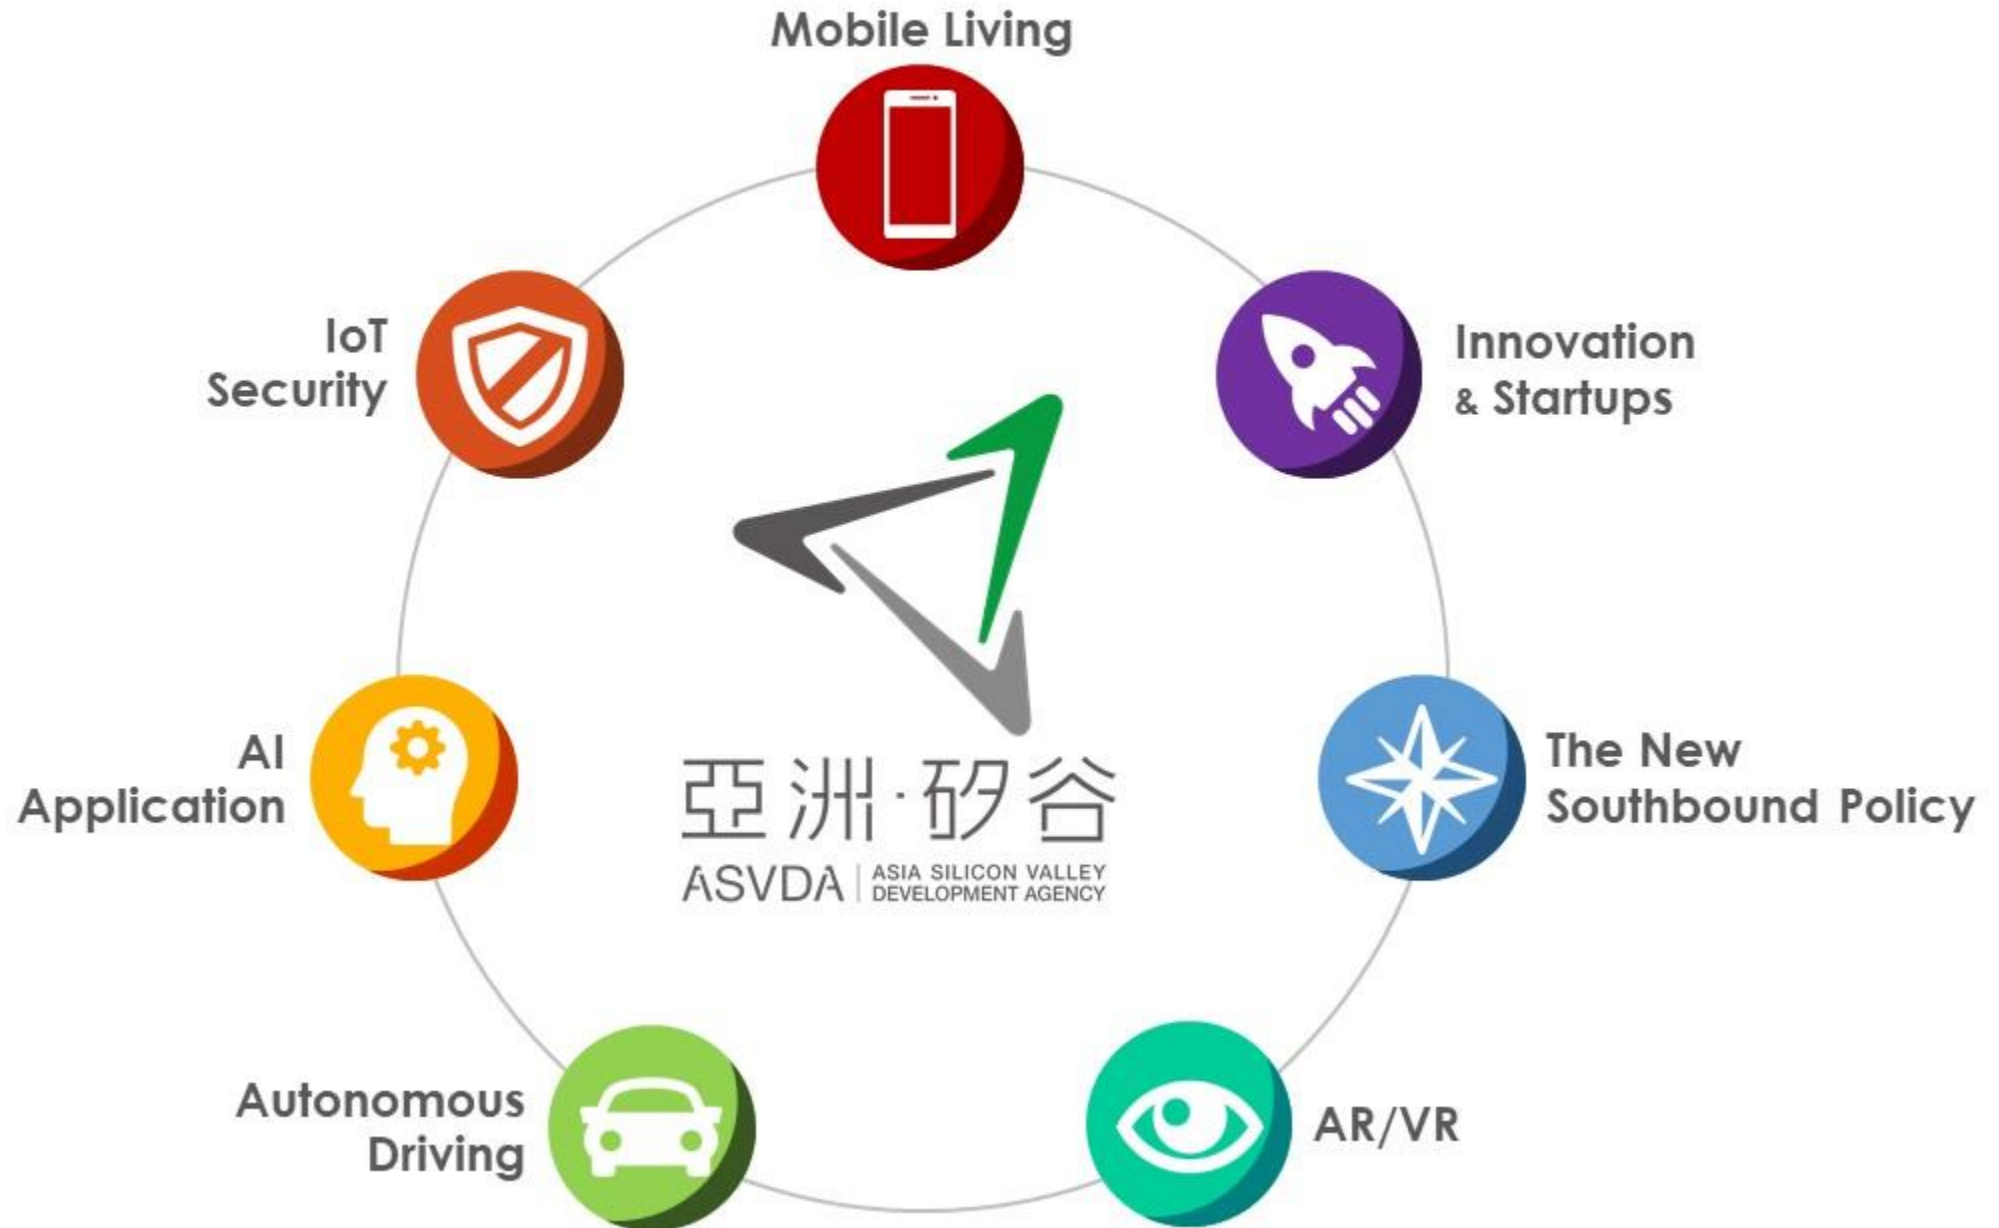 Mobile Living
IoT
Security
Innovation
& Startups
AI
Application
The New
Southbound Policy
亞洲·矽谷
ASVDA
ASIA SILICON VALLEY
DEVELOPMENT AGENCY
Autonomous
Driving
AR/VR